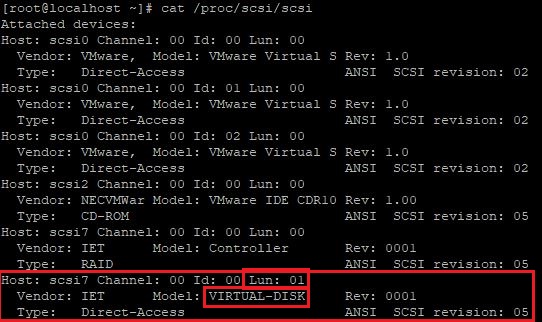 [root@localhost ~]# cat /proc/scsi/scsi
Attached devices:
Host: scsi0 Channel: 00 Id: 00 Lun: 00
  Vendor: VMware,  Model: VMware Virtual S Rev: 1.0
  Type:   Direct-Access                    ANSI  SCSI revision: 02
Host: scsi0 Channel: 00 Id: 01 Lun: 00
  Vendor: VMware,  Model: VMware Virtual S Rev: 1.0
  Type:   Direct-Access                    ANSI  SCSI revision: 02
Host: scsi0 Channel: 00 Id: 02 Lun: 00
  Vendor: VMware,  Model: VMware Virtual S Rev: 1.0
  Type:   Direct-Access                    ANSI  SCSI revision: 02
Host: scsi2 Channel: 00 Id: 00 Lun: 00
  Vendor: NECVMWar Model: VMware IDE CDR10 Rev: 1.00
  Type:   CD-ROM                           ANSI  SCSI revision: 05
Host: scsi7 Channel: 00 Id: 00 Lun: 00
  Vendor: IET      Model: Controller       Rev: 0001
  Type:   RAID                             ANSI  SCSI revision: 05
Host: scsi7 Channel: 00 Id: 00 Lun: 01
  Vendor: IET      Model: VIRTUAL-DISK     Rev: 0001
  Type:   Direct-Access                    ANSI  SCSI revision: 05